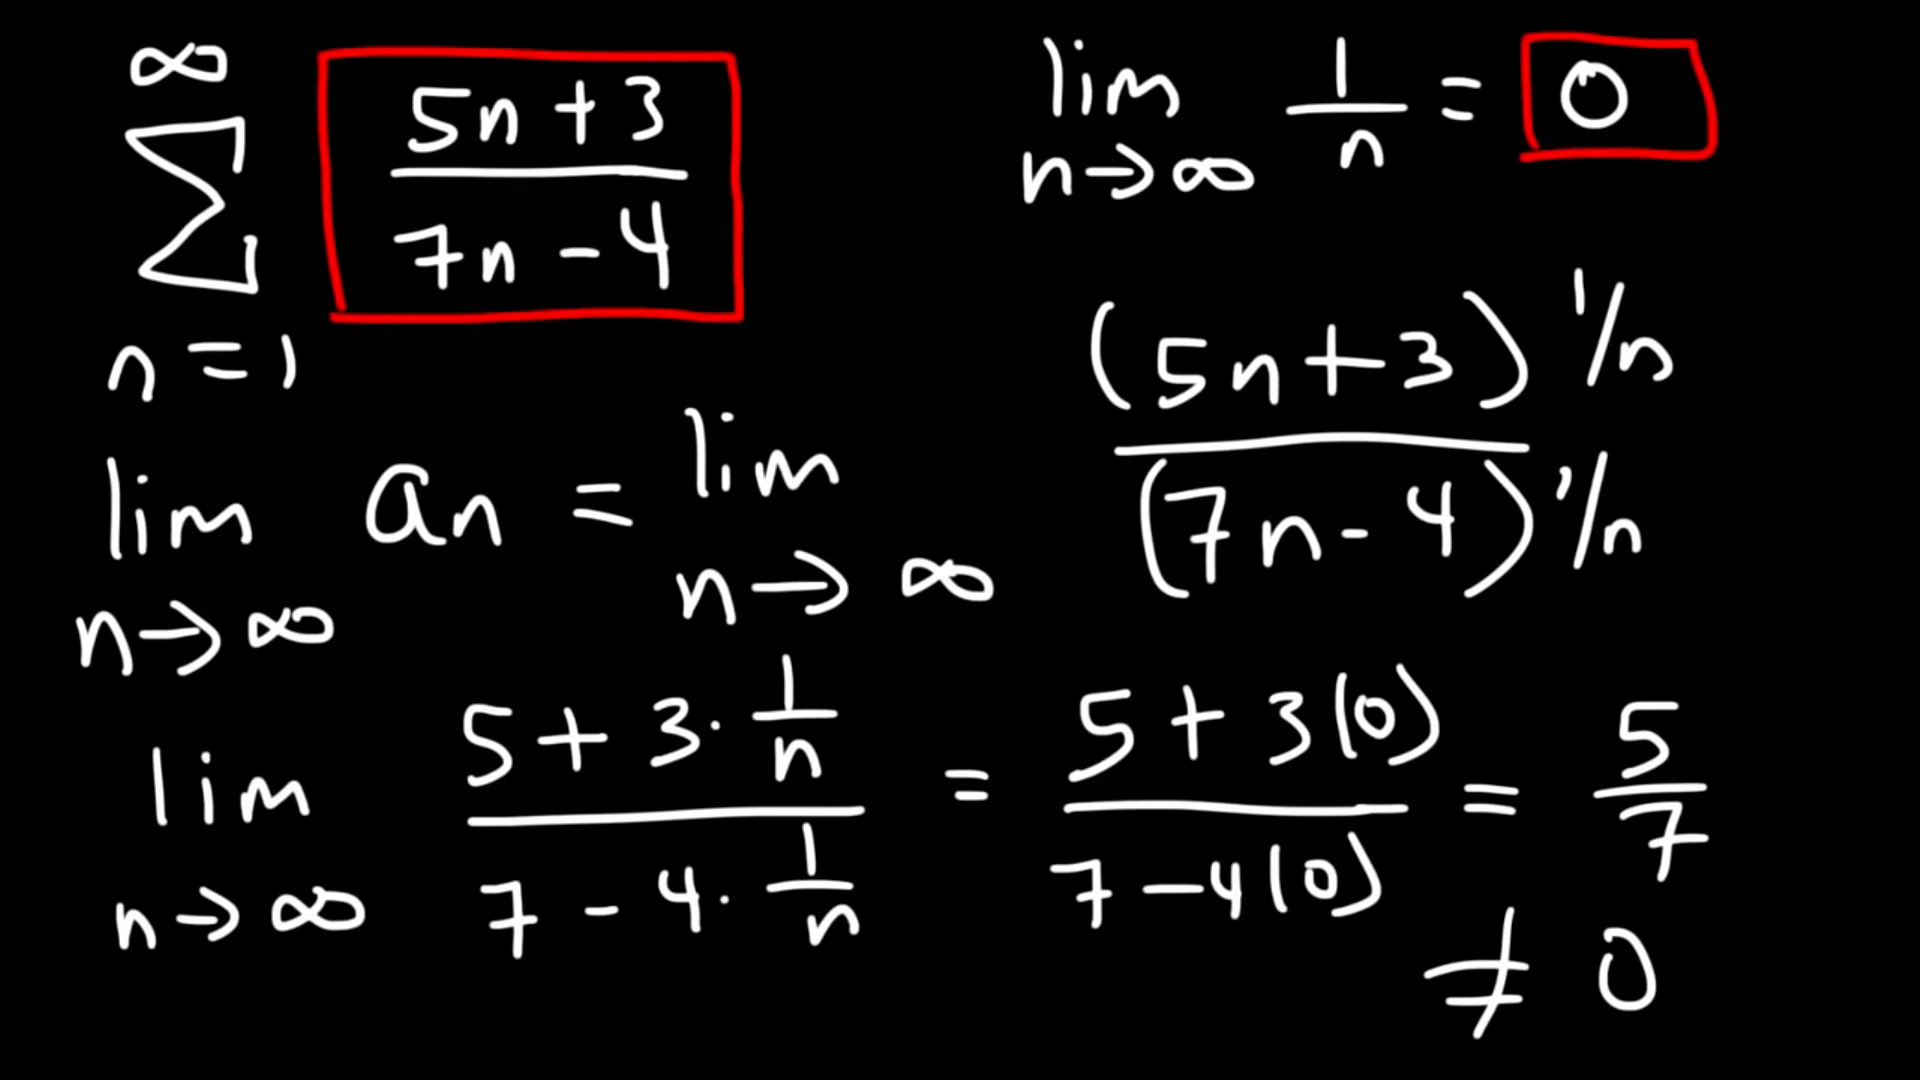 ∞
∑ (5n + 3)/(7n - 4)
n = 1
lim 1/n = 0
n → ∞
lim an = lim
n → ∞ n → ∞
(5n + 3) 1/n
(7n - 4) 1/n
lim (5 + 3 · 1/n)/(7 - 4 · 1/n) = (5 + 3(0))/(7 - 4(0)) = 5/7
n → ∞
≠ 0